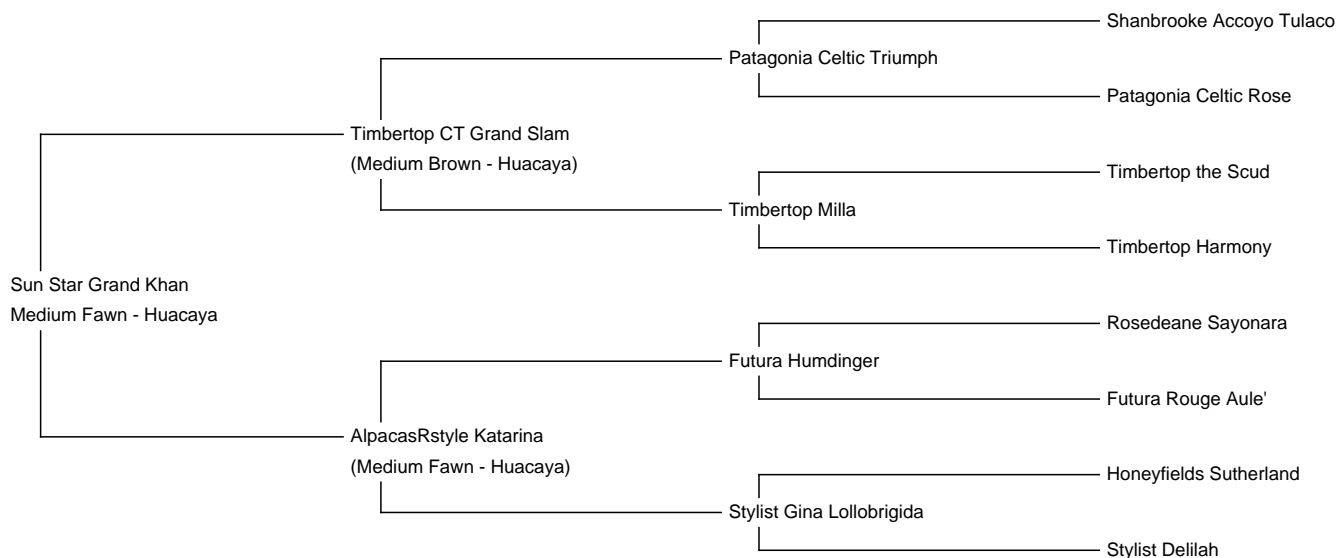 Shanbrooke Accoyo Tulaco
Patagonia Celtic Triumph
Patagonia Celtic Rose
Timbertop CT Grand Slam
(Medium Brown - Huacaya)
Timbertop the Scud
Timbertop Milla
Timbertop Harmony
Sun Star Grand Khan
Medium Fawn - Huacaya
Rosedeane Sayonara
Futura Humdinger
Futura Rouge Aule'
AlpacasRstyle Katarina
(Medium Fawn - Huacaya)
Honeyfields Sutherland
Stylist Gina Lollobrigida
Stylist Delilah